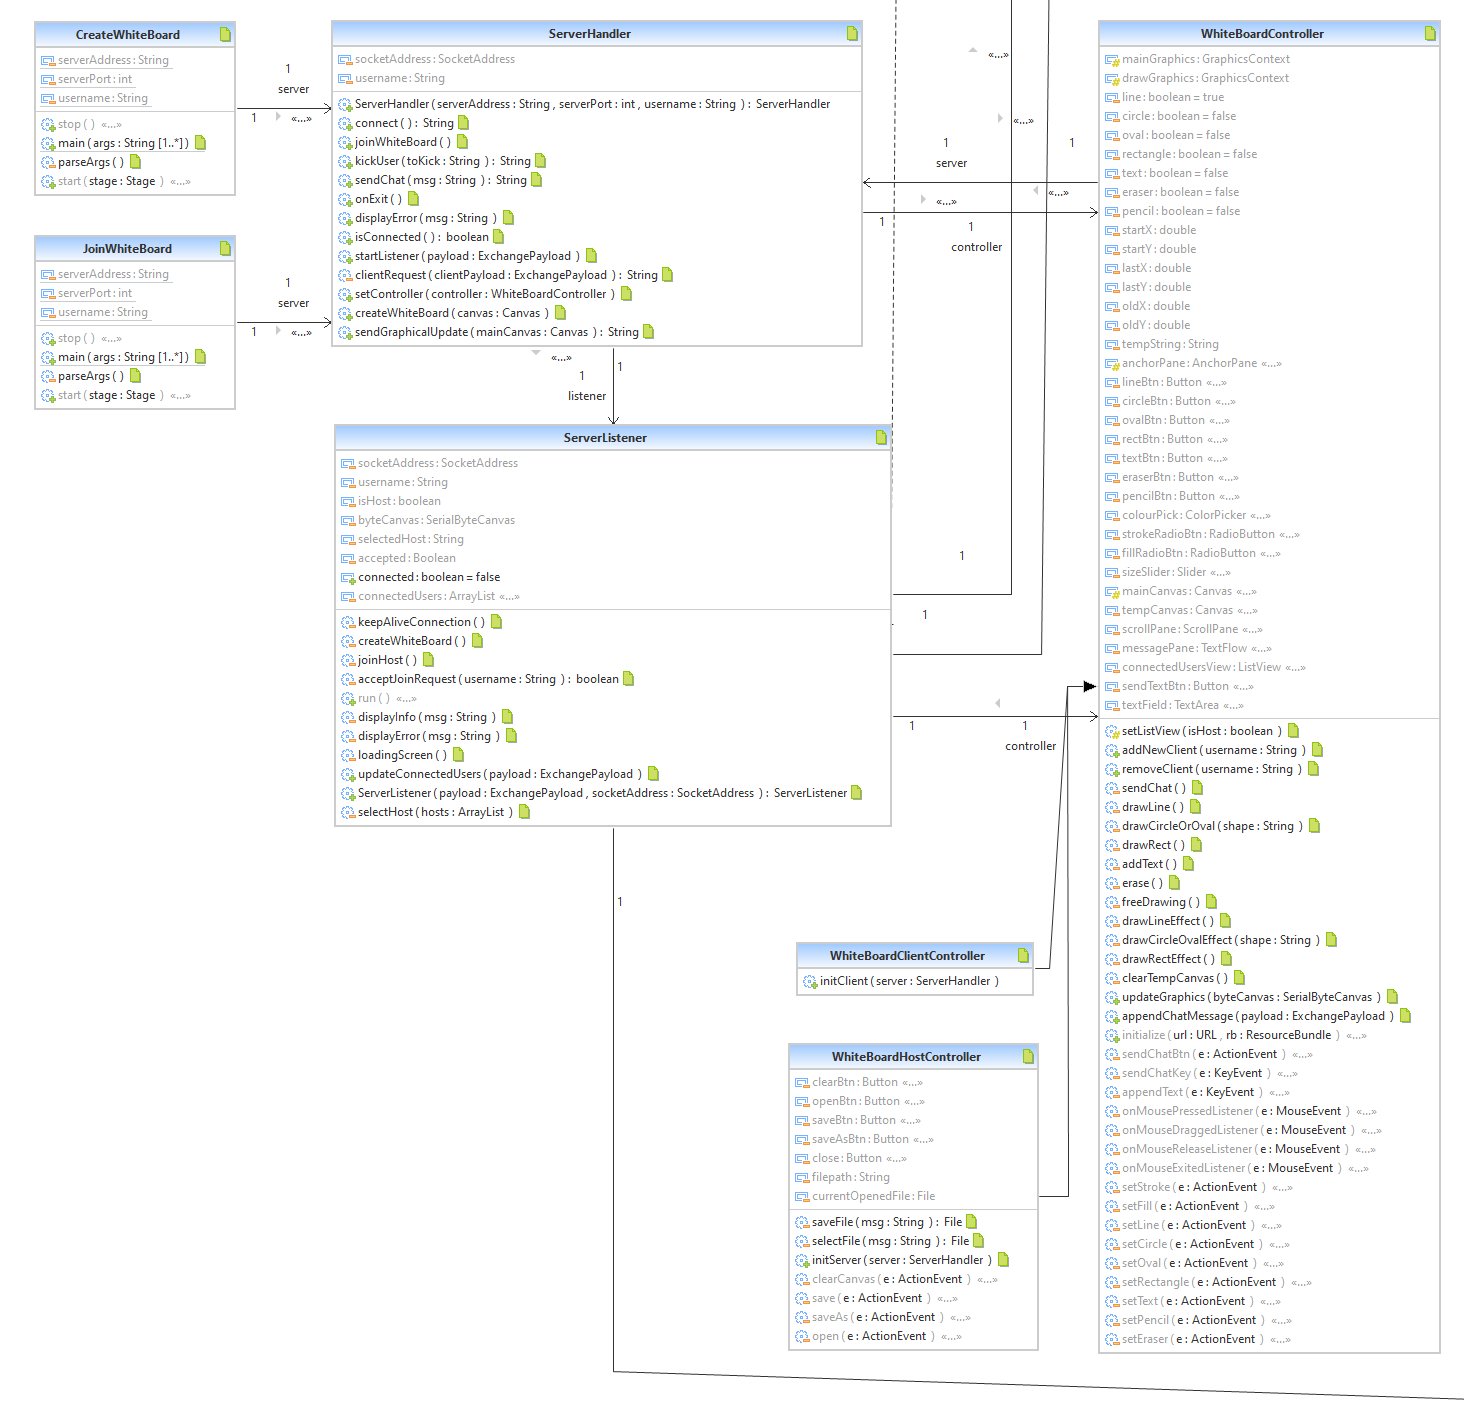 CreateWhiteBoard
serverAddress : String
serverPort : int
username : String
stop ( ) «...»
main ( args : String [1..*] )
parseArgs ( )
start ( stage : Stage ) «...»
1
server
1
«...»
JoinWhiteBoard
serverAddress : String
serverPort : int
username : String
stop ( ) «...»
main ( args : String [1..*] )
parseArgs ( )
start ( stage : Stage ) «...»
1
server
1
«...»
ServerHandler
socketAddress : SocketAddress
username : String
ServerHandler ( serverAddress : String , serverPort : int , username : String ) : ServerHandler
connect ( ) : String
joinWhiteBoard ( )
kickUser ( toKick : String ) : String
sendChat ( msg : String ) : String
onExit ( )
displayError ( msg : String )
isConnected ( ) : boolean
startListener ( payload : ExchangePayload )
clientRequest ( clientPayload : ExchangePayload ) : String
setController ( controller : WhiteBoardController )
createWhiteBoard ( canvas : Canvas )
sendGraphicalUpdate ( mainCanvas : Canvas ) : String
«...»
1
1
listener
«...»
«...»
1
server
1
«...»
«...»
1
1
controller
ServerListener
socketAddress : SocketAddress
username : String
isHost : boolean
byteCanvas : SerialByteCanvas
selectedHost : String
accepted : Boolean
connected : boolean = false
connectedUsers : ArrayList «...»
keepAliveConnection ( )
createWhiteBoard ( )
joinHost ( )
acceptJoinRequest ( username : String ) : boolean
run ( ) «...»
displayInfo ( msg : String )
displayError ( msg : String )
loadingScreen ( )
updateConnectedUsers ( payload : ExchangePayload )
ServerListener ( payload : ExchangePayload , socketAddress : SocketAddress ) : ServerListener
selectHost ( hosts : ArrayList )
1
1
1
1
controller
1
WhiteBoardClientController
initClient ( server : ServerHandler )
WhiteBoardHostController
clearBtn : Button «...»
openBtn : Button «...»
saveBtn : Button «...»
saveAsBtn : Button «...»
close : Button «...»
filepath : String
currentOpenedFile : File
saveFile ( msg : String ) : File
selectFile ( msg : String ) : File
initServer ( server : ServerHandler )
clearCanvas ( e : ActionEvent ) «...»
save ( e : ActionEvent ) «...»
saveAs ( e : ActionEvent ) «...»
open ( e : ActionEvent ) «...»
WhiteBoardController
mainGraphics : GraphicsContext
drawGraphics : GraphicsContext
line : boolean = true
circle : boolean = false
oval : boolean = false
rectangle : boolean = false
text : boolean = false
eraser : boolean = false
pencil : boolean = false
startX : double
startY : double
lastX : double
lastY : double
oldX : double
oldY : double
tempString : String
anchorPane : AnchorPane «...»
lineBtn : Button «...»
circleBtn : Button «...»
ovalBtn : Button «...»
rectBtn : Button «...»
textBtn : Button «...»
eraserBtn : Button «...»
pencilBtn : Button «...»
colourPick : ColorPicker «...»
strokeRadioBtn : RadioButton «...»
fillRadioBtn : RadioButton «...»
sizeSlider : Slider «...»
mainCanvas : Canvas «...»
tempCanvas : Canvas «...»
scrollPane : ScrollPane «...»
messagePane : TextFlow «...»
connectedUsersView : ListView «...»
sendTextBtn : Button «...»
textField : TextArea «...»
setListView ( isHost : boolean )
addNewClient ( username : String )
removeClient ( username : String )
sendChat ( )
drawLine ( )
drawCircleOrOval ( shape : String )
drawRect ( )
addText ( )
erase ( )
freeDrawing ( )
drawLineEffect ( )
drawCircleOvalEffect ( shape : String )
drawRectEffect ( )
clearTempCanvas ( )
updateGraphics ( byteCanvas : SerialByteCanvas )
appendChatMessage ( payload : ExchangePayload )
initialize ( url : URL , rb : ResourceBundle ) «...»
sendChatBtn ( e : ActionEvent ) «...»
sendChatKey ( e : KeyEvent ) «...»
appendText ( e : KeyEvent ) «...»
onMousePressedListener ( e : MouseEvent ) «...»
onMouseDraggedListener ( e : MouseEvent ) «...»
onMouseReleaseListener ( e : MouseEvent ) «...»
onMouseExitedListener ( e : MouseEvent ) «...»
setStroke ( e : ActionEvent ) «...»
setFill ( e : ActionEvent ) «...»
setLine ( e : ActionEvent ) «...»
setCircle ( e : ActionEvent ) «...»
setOval ( e : ActionEvent ) «...»
setRectangle ( e : ActionEvent ) «...»
setText ( e : ActionEvent ) «...»
setPencil ( e : ActionEvent ) «...»
setEraser ( e : ActionEvent ) «...»